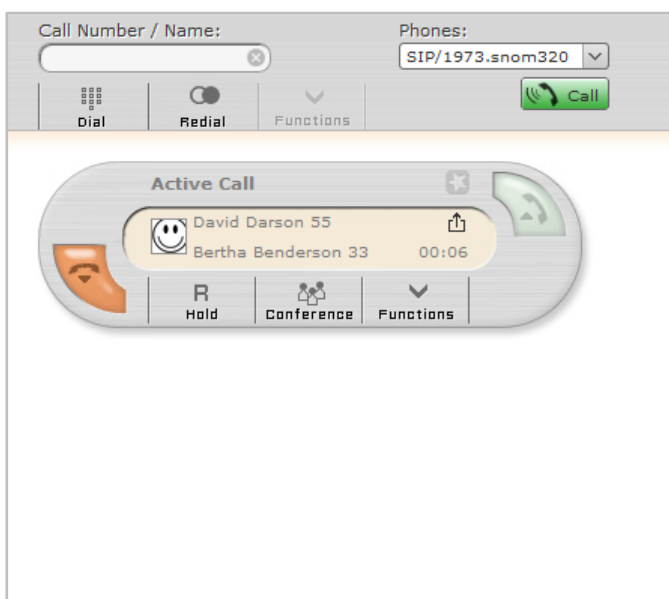 Call Number / Name:
Phones:
SIP/1973.snom320
Call
Dial
Redial
Functions
Active Call
David Darson 55
Bertha Benderson 33
00:06
R
Hold
Conference
Functions